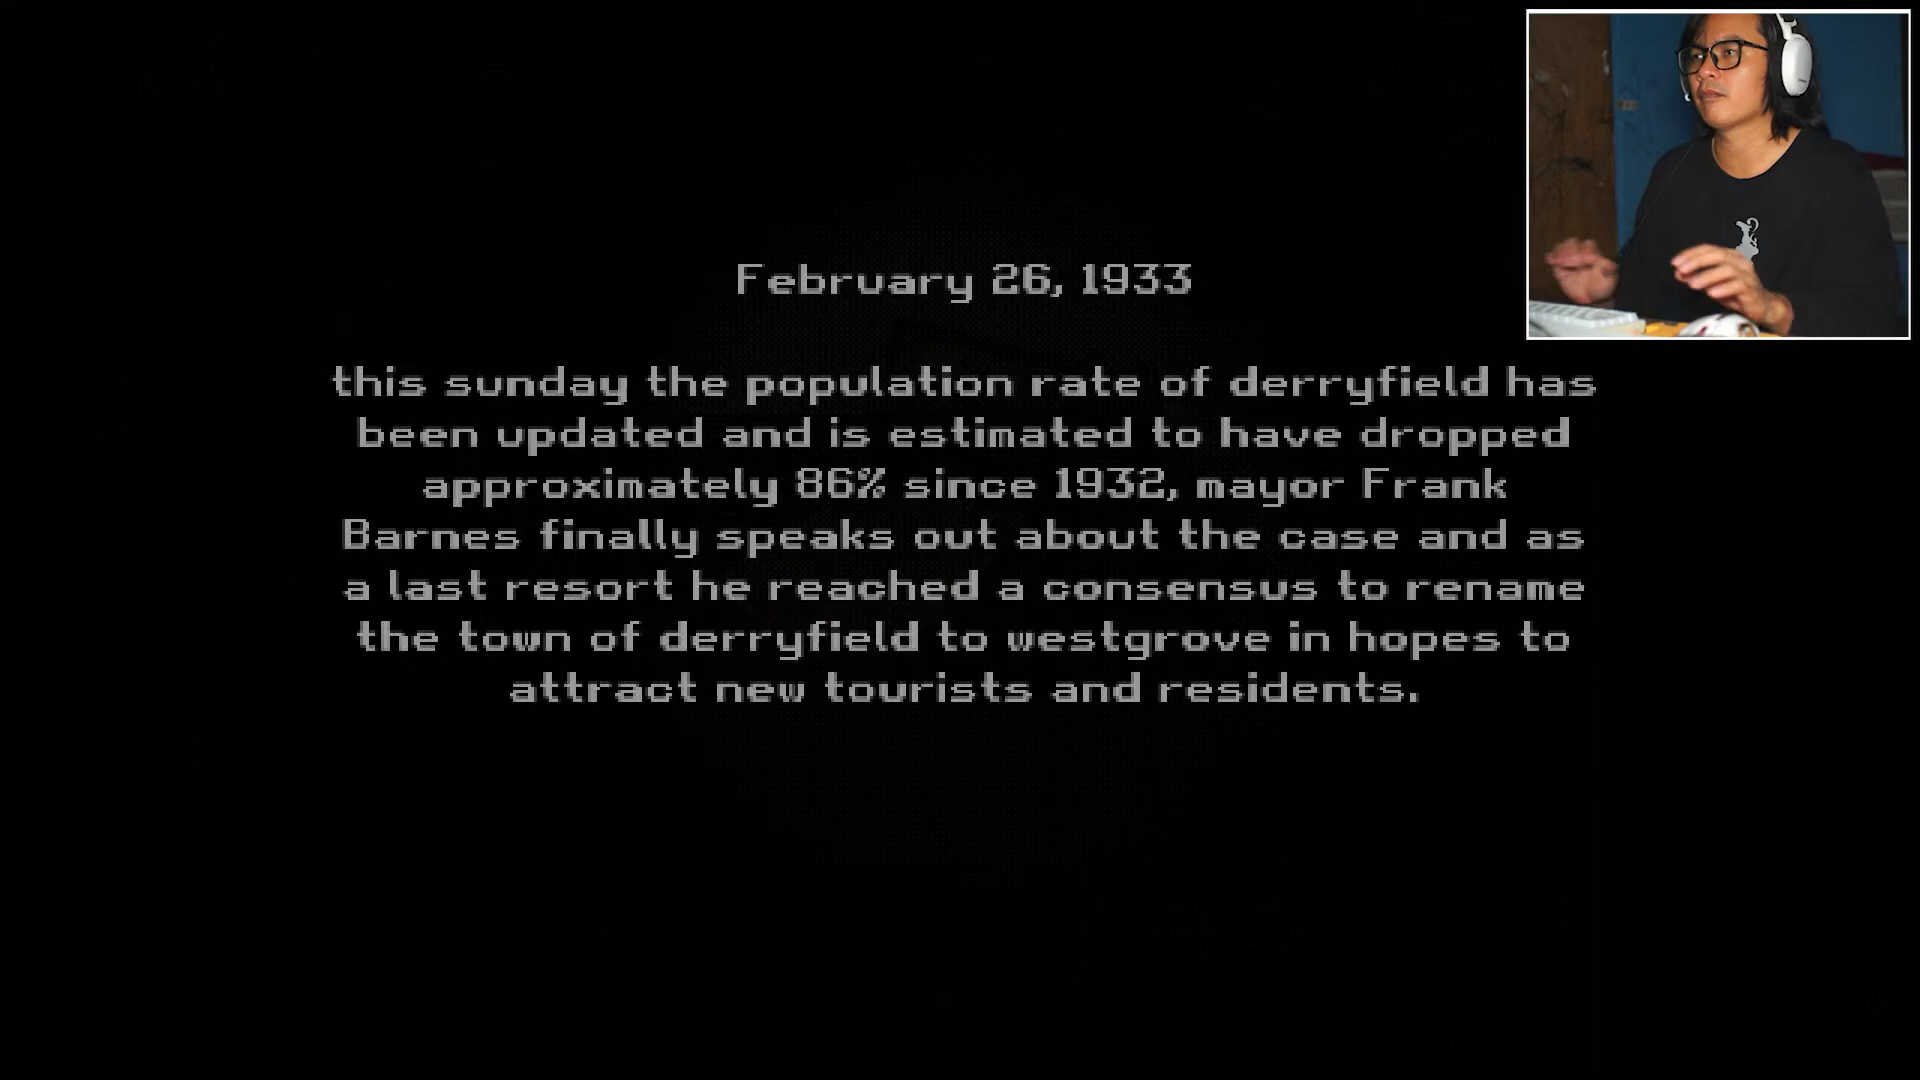 February 26, 1933
this sunday the population rate of derryfield has
been updated and is estimated to have dropped
approximately 86% since 1932, mayor Frank
Barnes finally speaks out about the case and as
a last resort he reached a consensus to rename
the town of derryfield to westgrove in hopes to
attract new tourists and residents.